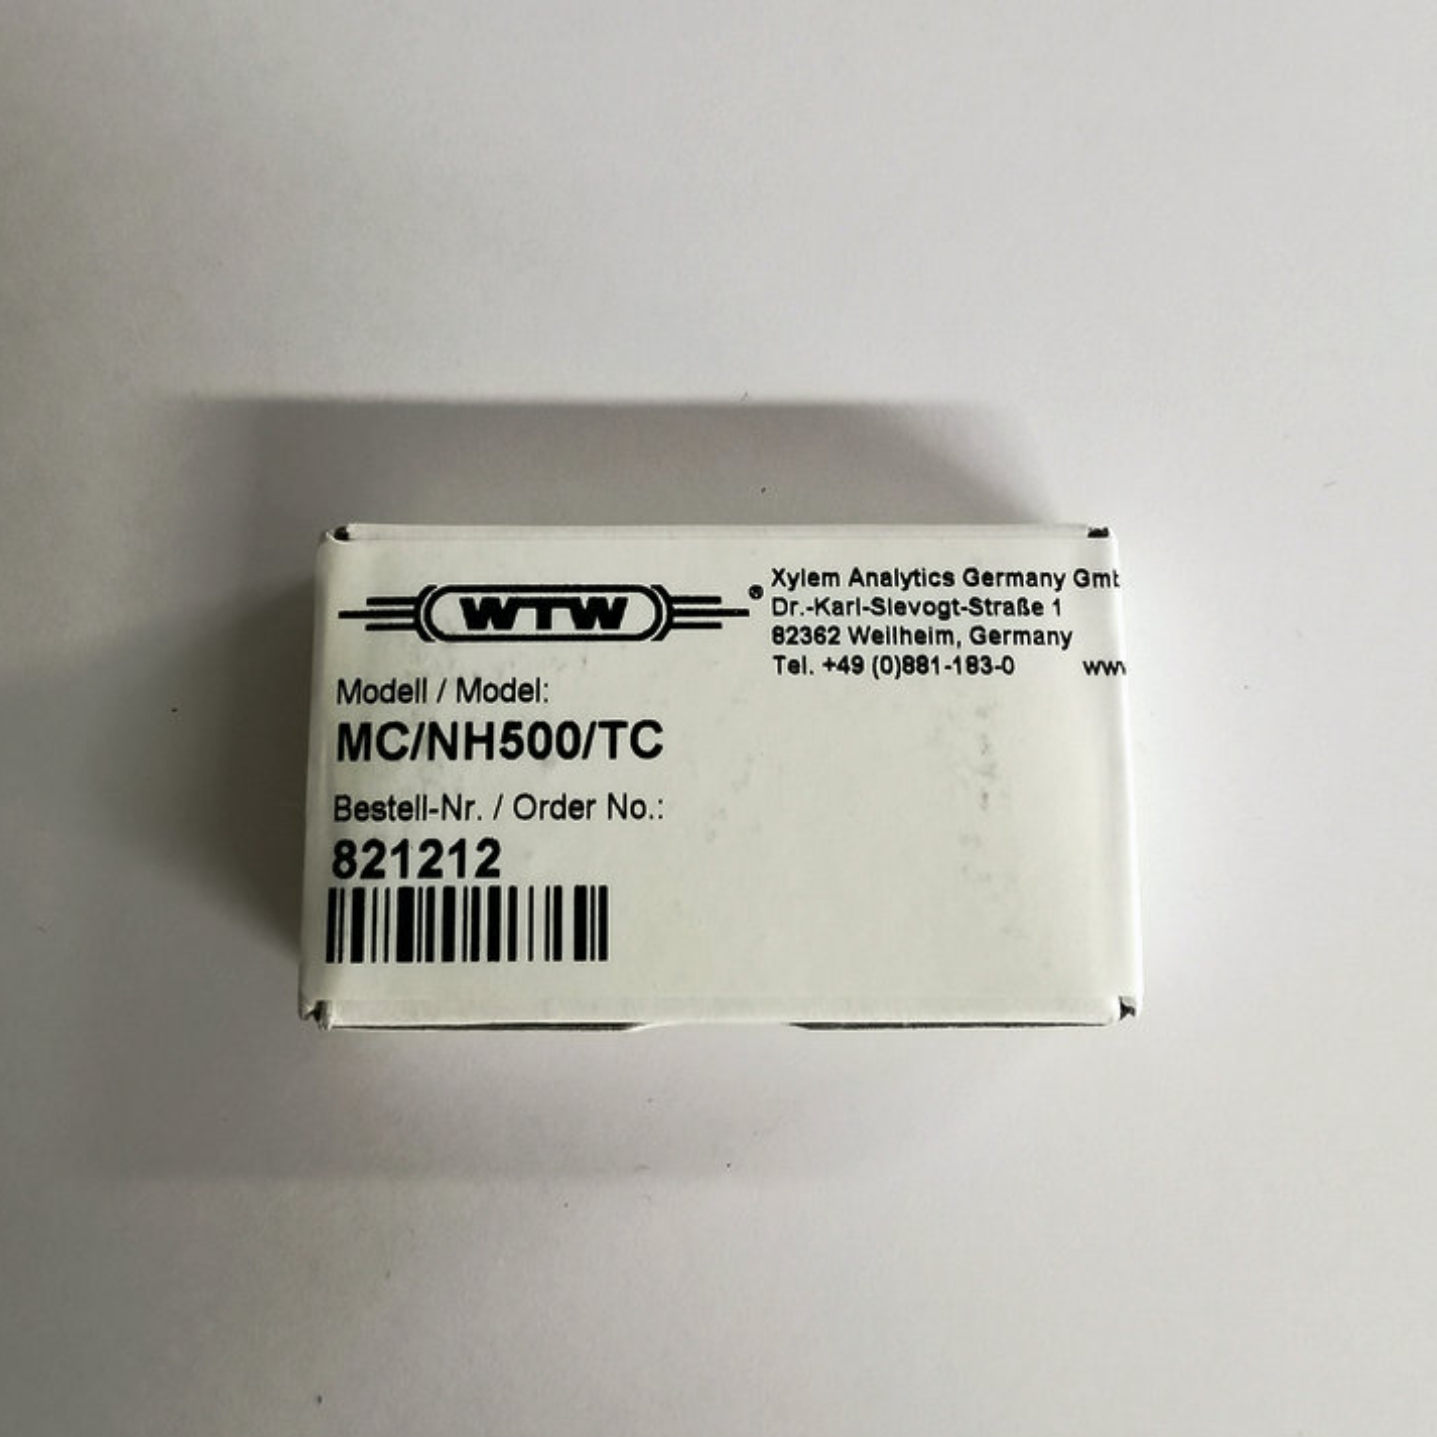 WTW®
Xylem Analytics Germany Gmb
Dr.-Karl-Slevogt-Straße 1
82362 Weilheim, Germany
Tel. +49 (0)881-183-0 www
Modell / Model:
MC/NH500/TC
Bestell-Nr. / Order No.:
821212